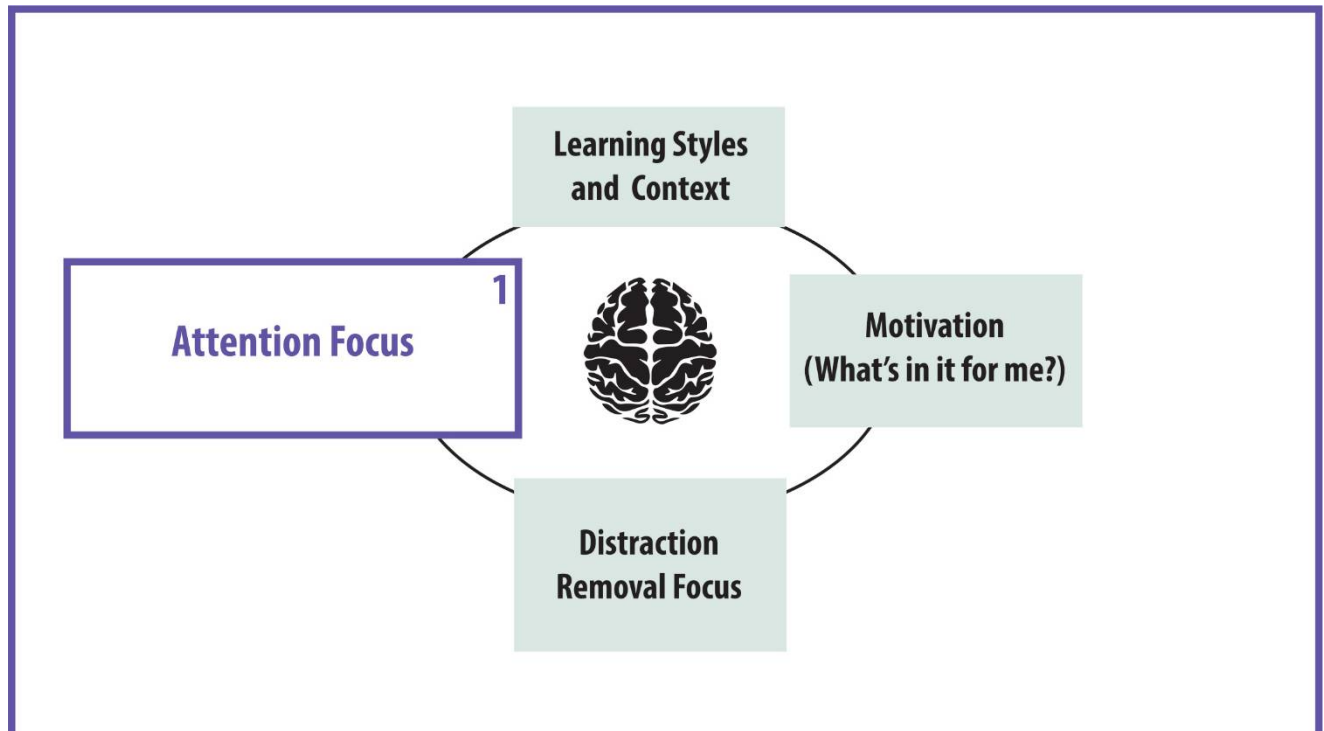 Learning Styles
and Context
1
Attention Focus
Motivation
(What's in it for me?)
Distraction
Removal Focus